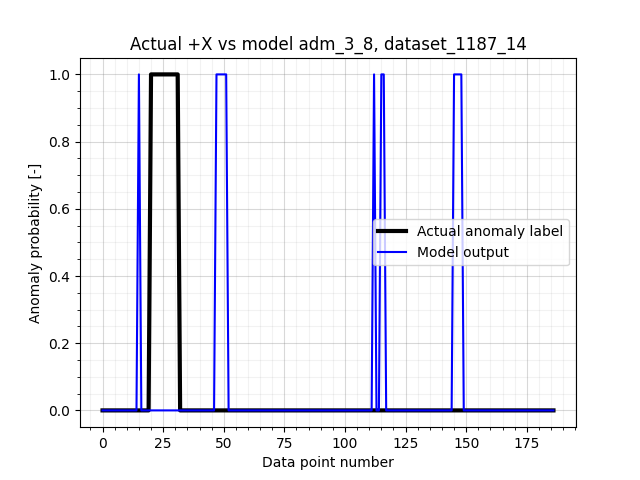 Actual +X vs model adm_3_8, dataset_1187_14
1.0
0.8
0.6
0.4
0.2
0.0
Anomaly probability [-]
Actual anomaly label
Model output
0 25 50 75 100 125 150 175
Data point number